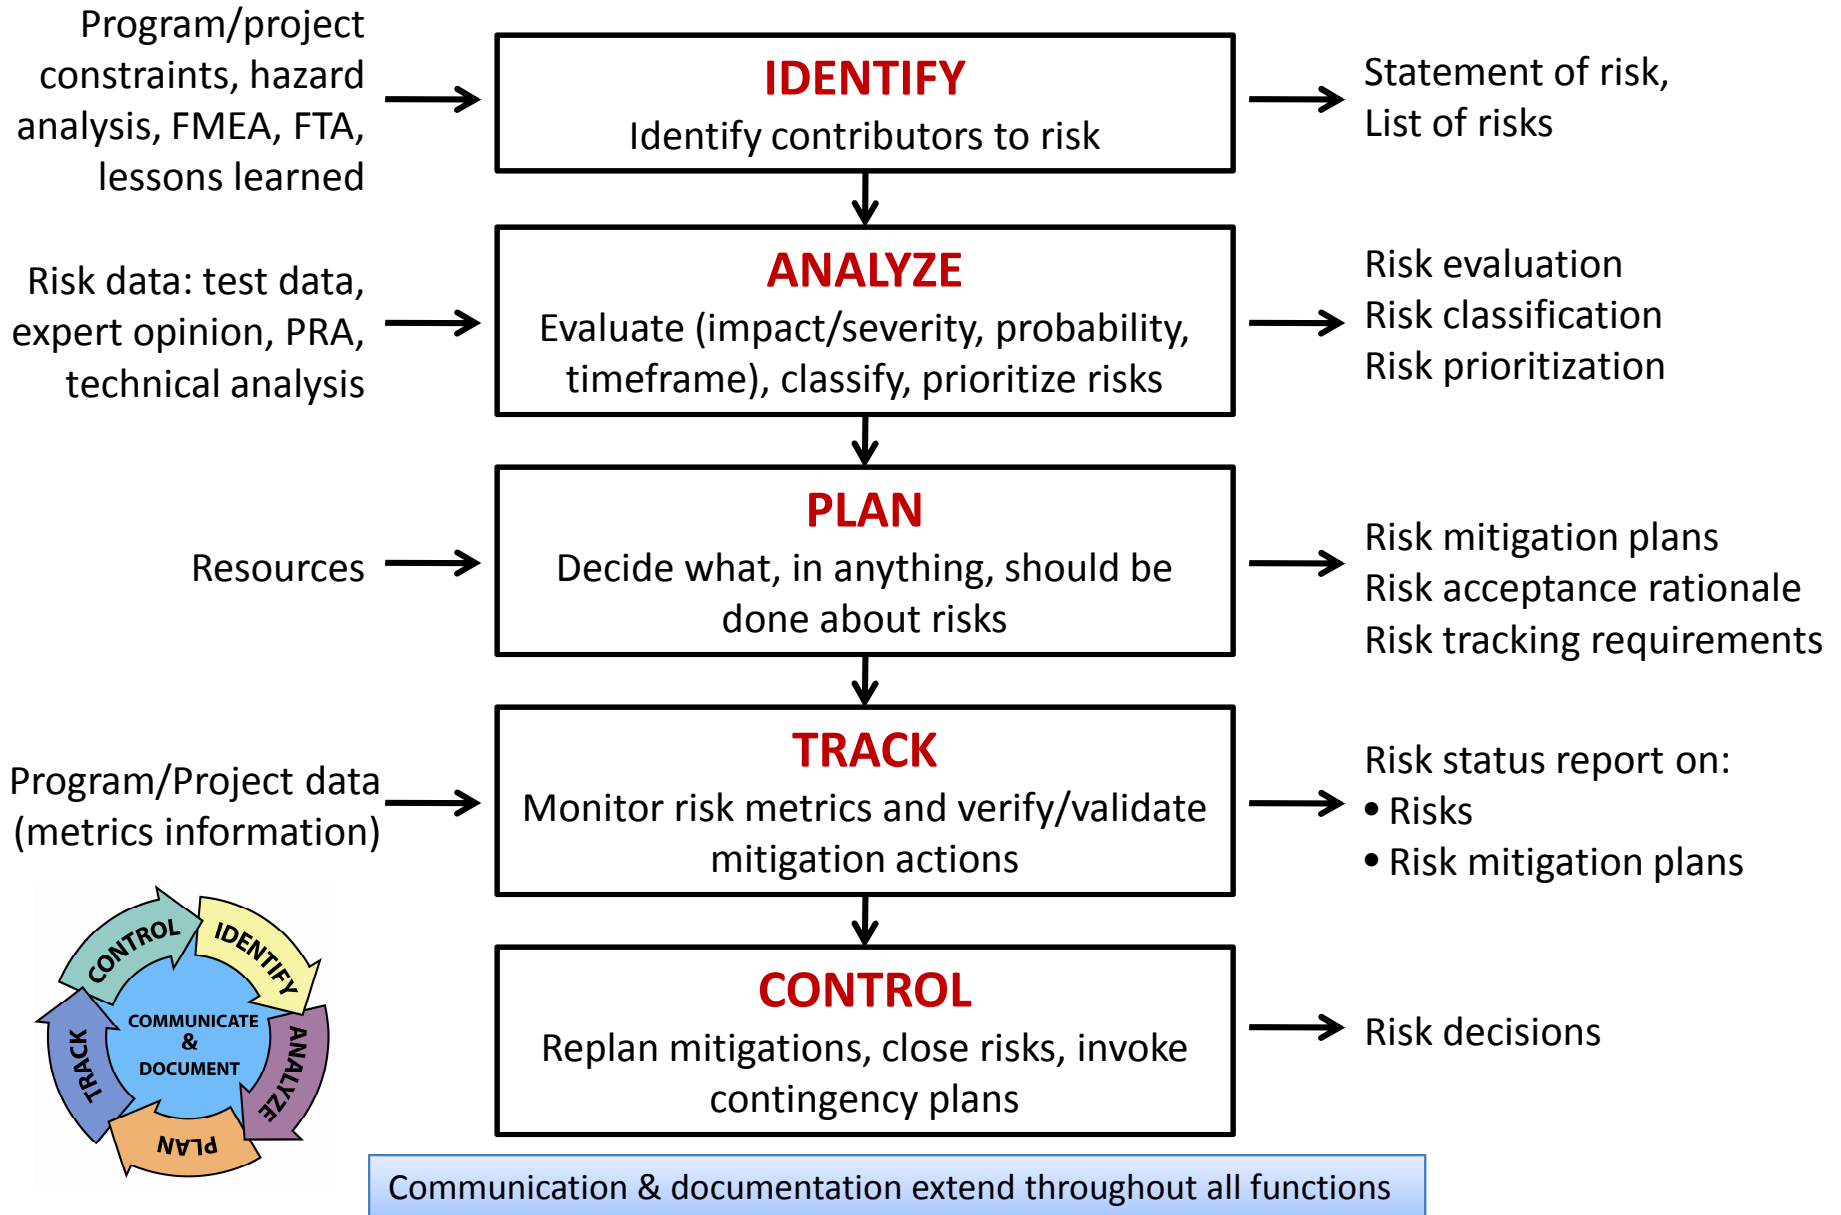 Program/project
constraints, hazard
analysis, FMEA, FTA,
lessons learned
IDENTIFY
Identify contributors to risk
Statement of risk,
List of risks
Risk data: test data,
expert opinion, PRA,
technical analysis
ANALYZE
Evaluate (impact/severity, probability,
timeframe), classify, prioritize risks
Risk evaluation
Risk classification
Risk prioritization
Resources
PLAN
Decide what, in anything, should be
done about risks
Risk mitigation plans
Risk acceptance rationale
Risk tracking requirements
Program/Project data
(metrics information)
TRACK
Monitor risk metrics and verify/validate
mitigation actions
Risk status report on:
• Risks
• Risk mitigation plans
CONTROL
Replan mitigations, close risks, invoke
contingency plans
Risk decisions
CONTROL
IDENTIFY
ANALYZE
PLAN
TRACK
COMMUNICATE
&
DOCUMENT
Communication & documentation extend throughout all functions